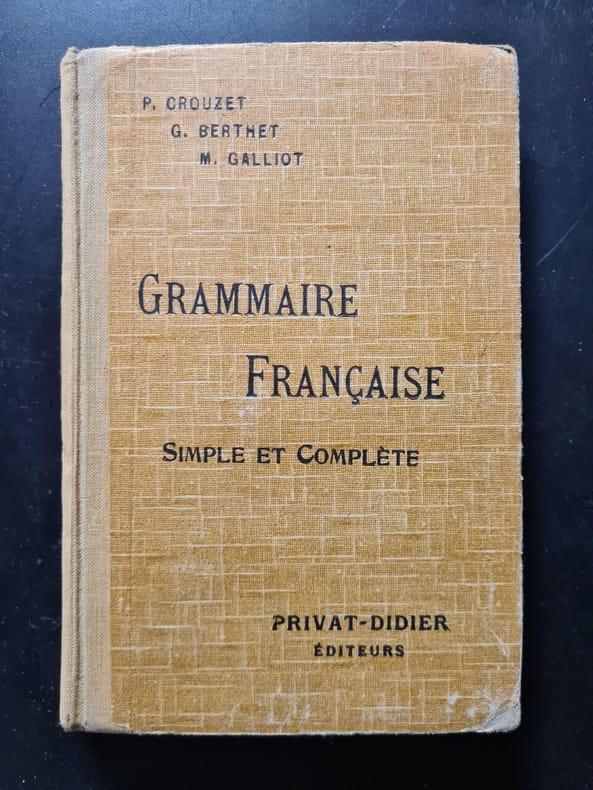 P. CROUZET
G. BERTHET
M. GALLIOT
GRAMMAIRE
FRANÇAISE
SIMPLE ET COMPLÈTE
PRIVAT-DIDIER
ÉDITEURS